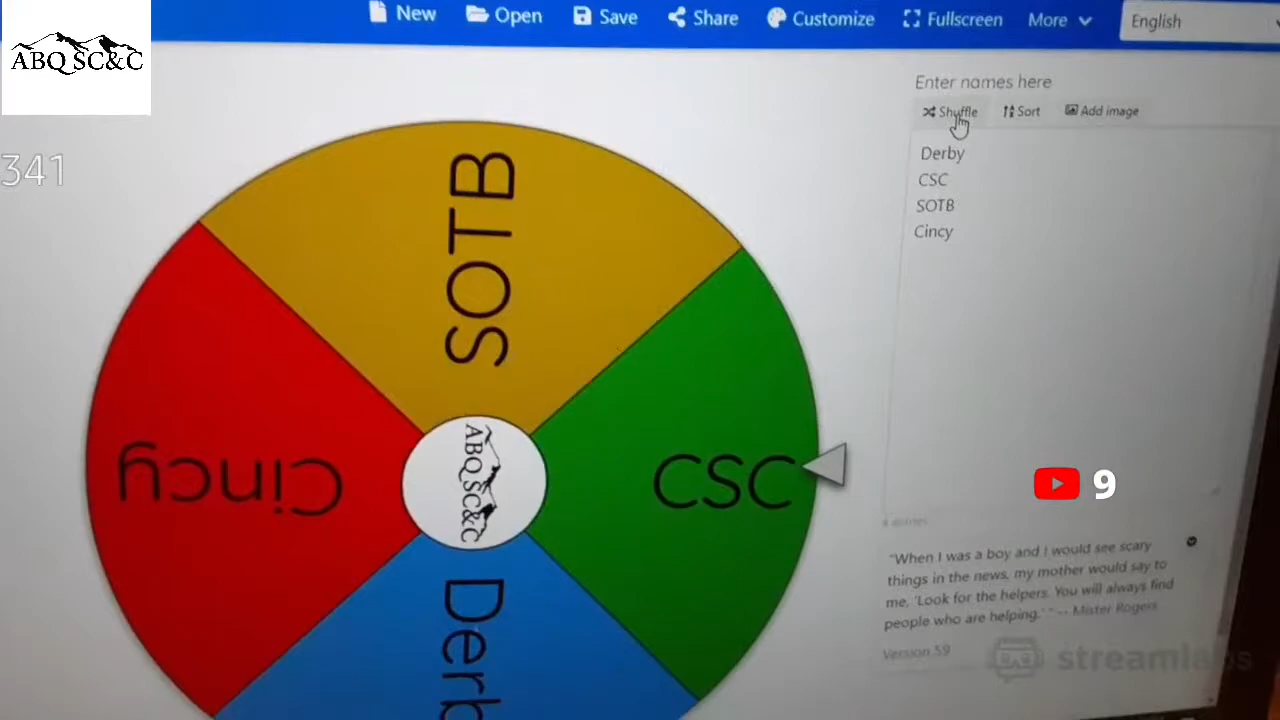 New Open Save Share Customize Fullscreen More English
ABQ SC&C
Enter names here
Shuffle Sort Add image
341
Derby
CSC
SOTB
Cincy
SOTB
CSC
Cincy
ABQ SC&C
Derb
9
4 entries
"When I was a boy and I would see scary
things in the news, my mother would say to
me, 'Look for the helpers. You will always find
people who are helping.' " -- Mister Rogers
Version 59
streamlabs